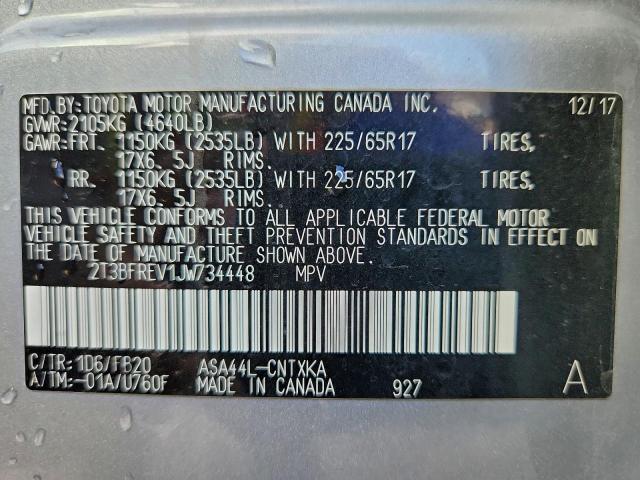 MFD. BY: TOYOTA MOTOR MANUFACTURING CANADA INC. 12/17
GVWR: 2105KG (4640LB)
GAWR: FRT. 1150KG (2535LB) WITH 225/65R17 TIRES,
17X6. 5J RIMS.
RR. 1150KG (2535LB) WITH 225/65R17 TIRES,
17X6. 5J RIMS.
THIS VEHICLE CONFORMS TO ALL APPLICABLE FEDERAL MOTOR
VEHICLE SAFETY AND THEFT PREVENTION STANDARDS IN EFFECT ON
THE DATE OF MANUFACTURE SHOWN ABOVE.
2T3BFREV1JW734448 MPV
C/TR: 1D6/FB20 ASA44L-CNTXKA
A/TM: -01A/U760F MADE IN CANADA 927 A